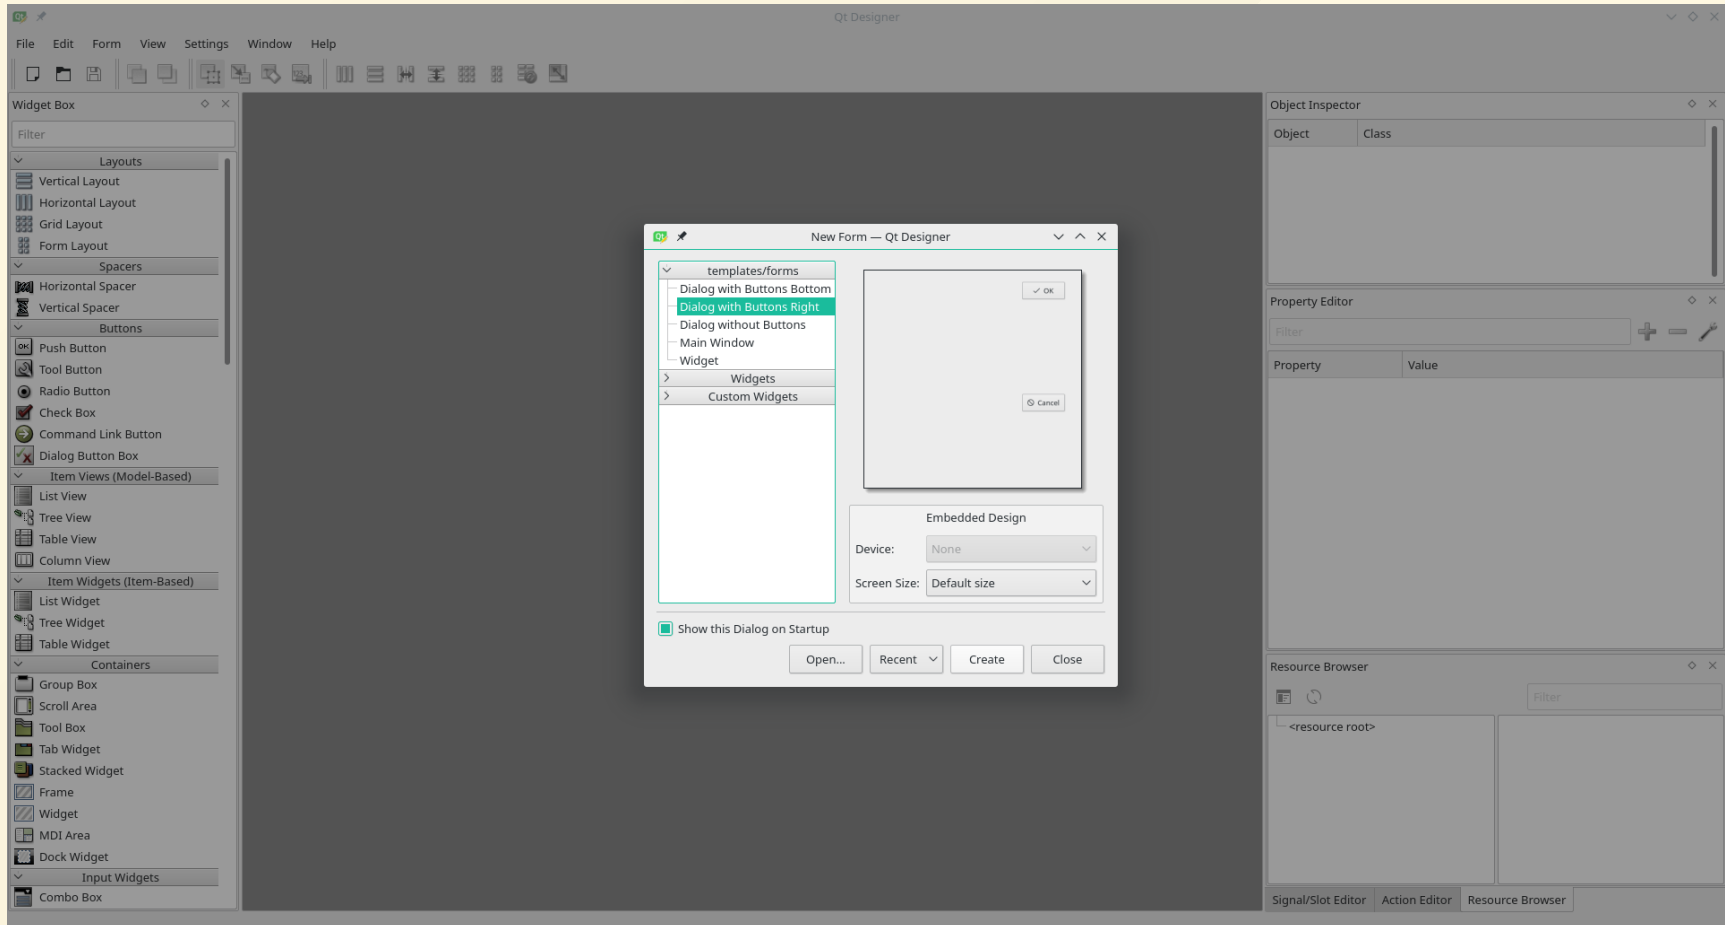 Qt Designer
File Edit Form View Settings Window Help
Widget Box
Filter
Layouts
Vertical Layout
Horizontal Layout
Grid Layout
Form Layout
Spacers
Horizontal Spacer
Vertical Spacer
Buttons
Push Button
Tool Button
Radio Button
Check Box
Command Link Button
Dialog Button Box
Item Views (Model-Based)
List View
Tree View
Table View
Column View
Item Widgets (Item-Based)
List Widget
Tree Widget
Table Widget
Containers
Group Box
Scroll Area
Tool Box
Tab Widget
Stacked Widget
Frame
Widget
MDI Area
Dock Widget
Input Widgets
Combo Box
New Form — Qt Designer
templates/forms
Dialog with Buttons Bottom
Dialog with Buttons Right
Dialog without Buttons
Main Window
Widget
Widgets
Custom Widgets
OK
Cancel
Embedded Design
Device: None
Screen Size: Default size
Show this Dialog on Startup
Open... Recent Create Close
Object Inspector
Object Class
Property Editor
Filter
Property Value
Resource Browser
Filter
<resource root>
Signal/Slot Editor Action Editor Resource Browser